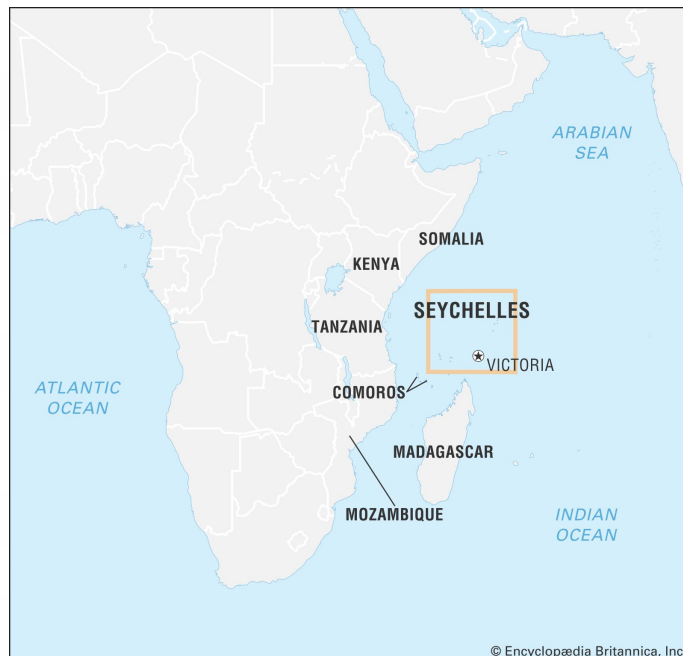 ARABIAN
SEA
SOMALIA
KENYA
SEYCHELLES
TANZANIA
VICTORIA
ATLANTIC
OCEAN
COMOROS
MADAGASCAR
MOZAMBIQUE
INDIAN
OCEAN
© Encyclopædia Britannica, Inc.